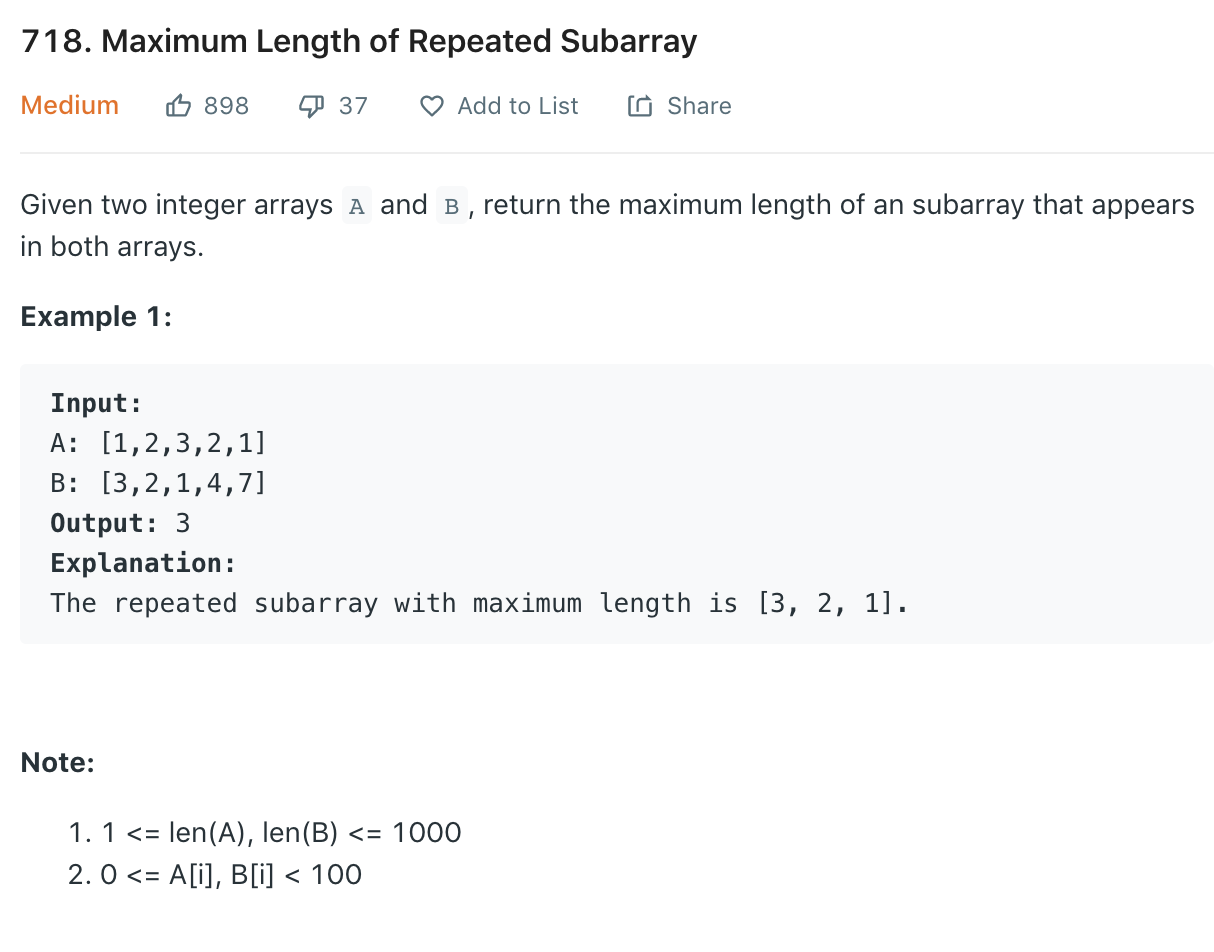 718. Maximum Length of Repeated Subarray
Medium 898 37 Add to List Share
Given two integer arrays A and B , return the maximum length of an subarray that appears
in both arrays.
Example 1:
Input:
A: [1,2,3,2,1]
B: [3,2,1,4,7]
Output: 3
Explanation:
The repeated subarray with maximum length is [3, 2, 1].
Note:
1. 1 <= len(A), len(B) <= 1000
2. 0 <= A[i], B[i] < 100